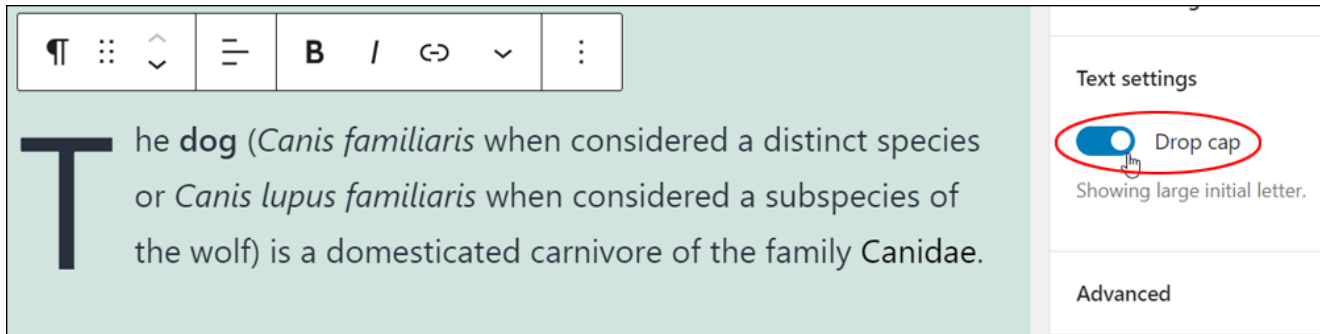 B I
The dog (Canis familiaris when considered a distinct species
or Canis lupus familiaris when considered a subspecies of
the wolf) is a domesticated carnivore of the family Canidae.
Text settings
Drop cap
Showing large initial letter.
Advanced